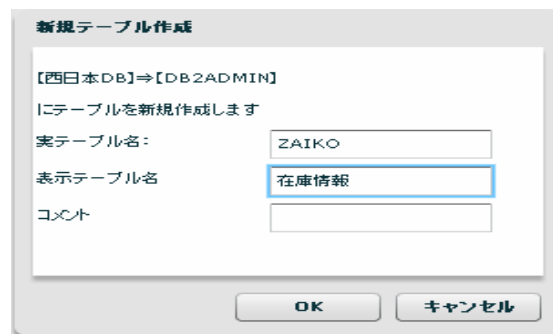 新規テーブル作成
【西日本DB】⇒【DB2ADMIN】
にテーブルを新規作成します
実テーブル名: ZAIKO
表示テーブル名 在庫情報
コメント
OK キャンセル